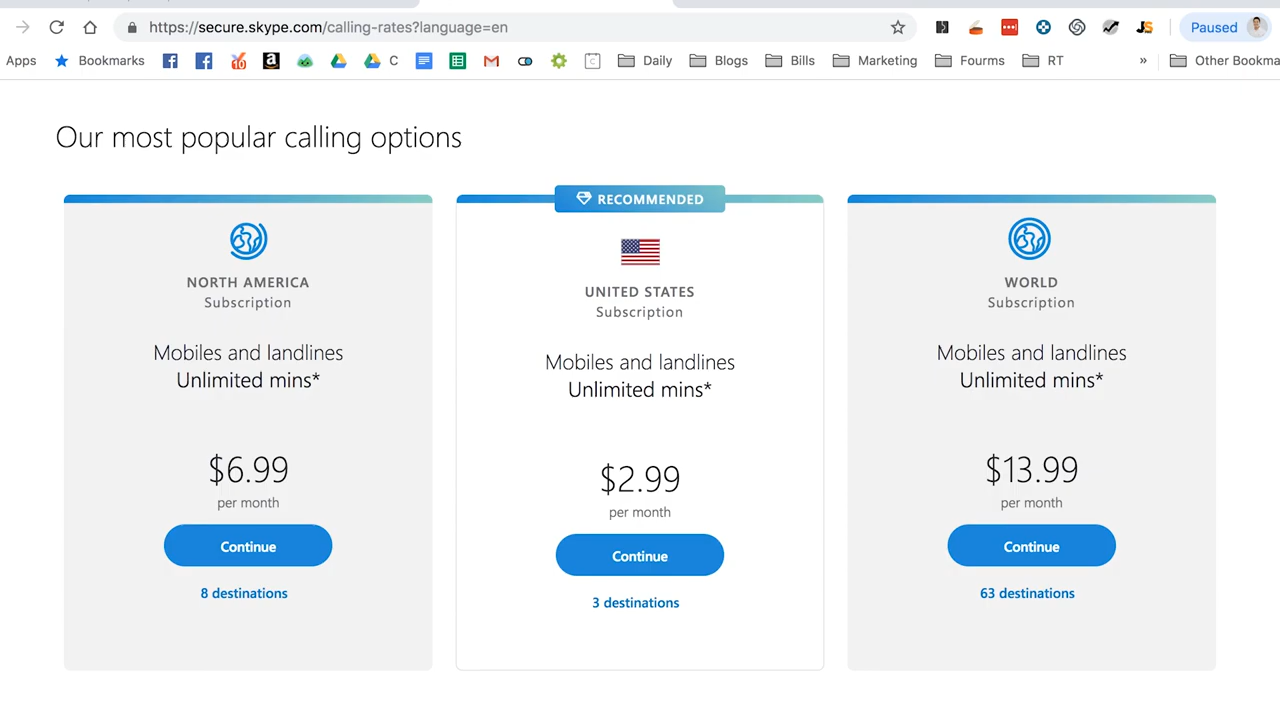 https://secure.skype.com/calling-rates?language=en
Paused
Apps
Bookmarks
C
Daily
Blogs
Bills
Marketing
Fourms
RT
»
Other Bookma
Our most popular calling options
NORTH AMERICA
Subscription
Mobiles and landlines
Unlimited mins*
$6.99
per month
Continue
8 destinations
RECOMMENDED
UNITED STATES
Subscription
Mobiles and landlines
Unlimited mins*
$2.99
per month
Continue
3 destinations
WORLD
Subscription
Mobiles and landlines
Unlimited mins*
$13.99
per month
Continue
63 destinations